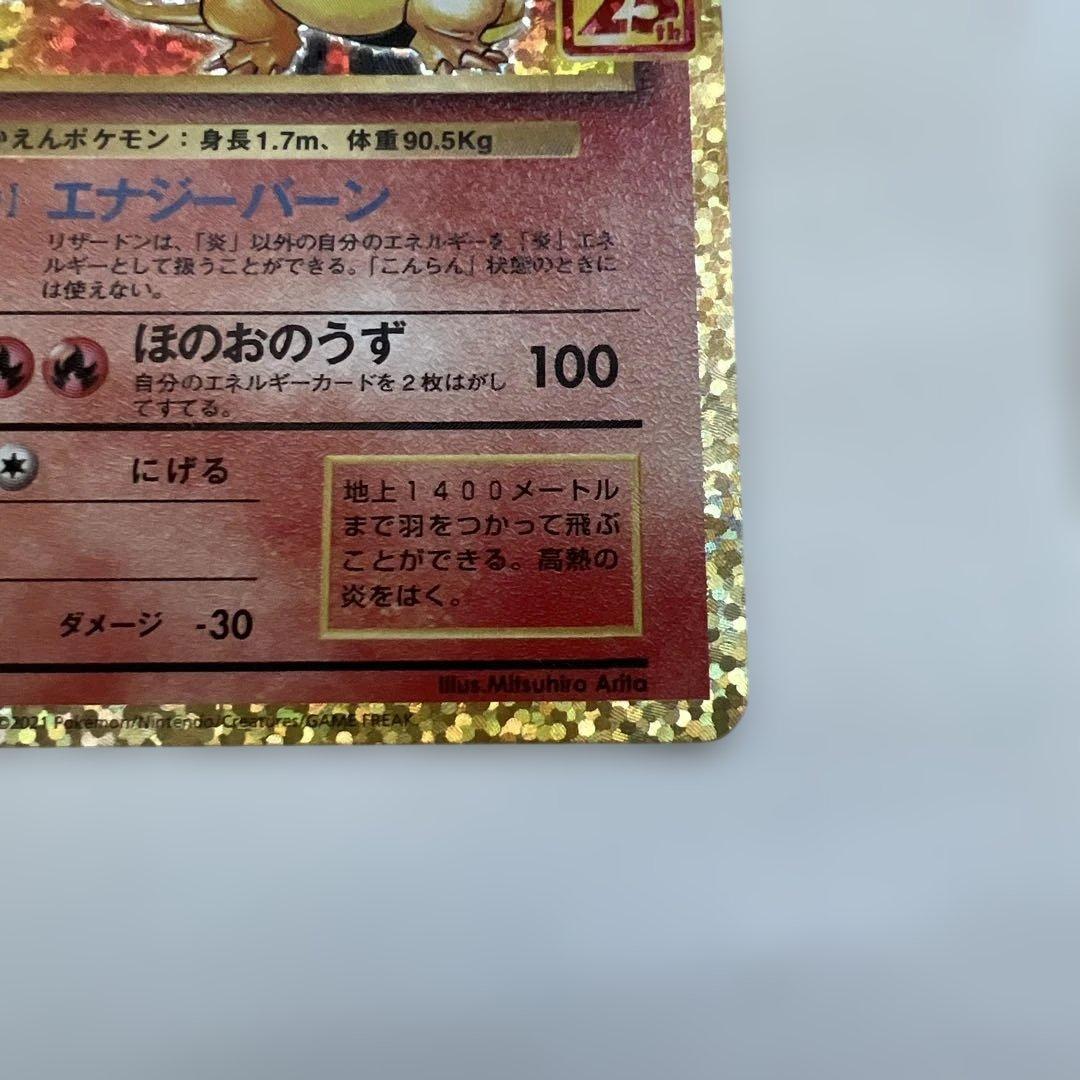 th
かえんポケモン：身長1.7m、体重90.5Kg
エナジーバーン
リザードンは、「炎」以外の自分のエネルギーを「炎」エネ
ルギーとして扱うことができる。「こんらん」状態のときに
は使えない。
ほのおのうず 100
自分のエネルギーカードを２枚はがし
てすてる。
にげる
地上１４００メートル
まで羽をつかって飛ぶ
ことができる。高熱の
炎をはく。
ダメージ -30
Illus.Mitsuhiro Arita
©2021 Pokémon/Nintendo/Creatures/GAME FREAK.